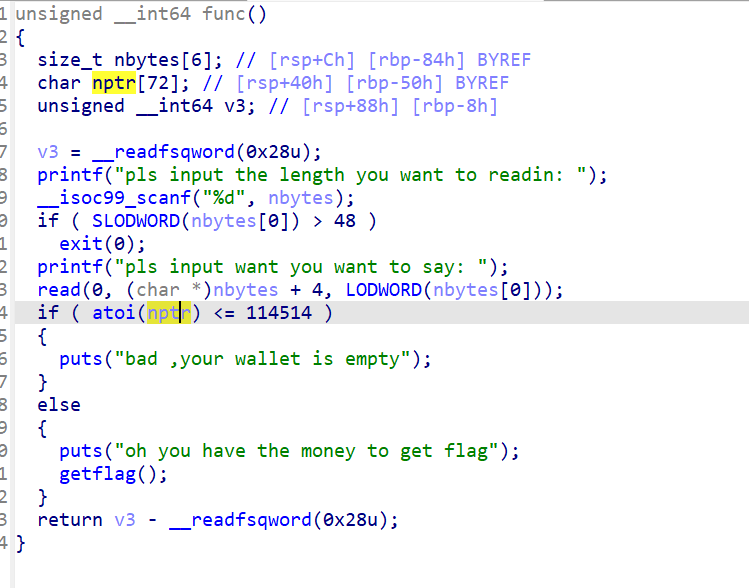 1 unsigned __int64 func()
2 {
3   size_t nbytes[6]; // [rsp+Ch] [rbp-84h] BYREF
4   char nptr[72]; // [rsp+40h] [rbp-50h] BYREF
5   unsigned __int64 v3; // [rsp+88h] [rbp-8h]
6
7   v3 = __readfsqword(0x28u);
8   printf("pls input the length you want to readin: ");
9   __isoc99_scanf("%d", nbytes);
0   if ( SLODWORD(nbytes[0]) > 48 )
1     exit(0);
2   printf("pls input want you want to say: ");
3   read(0, (char *)nbytes + 4, LODWORD(nbytes[0]));
4   if ( atoi(nptr) <= 114514 )
5   {
6     puts("bad ,your wallet is empty");
7   }
8   else
9   {
0     puts("oh you have the money to get flag");
1     getflag();
2   }
3   return v3 - __readfsqword(0x28u);
4 }